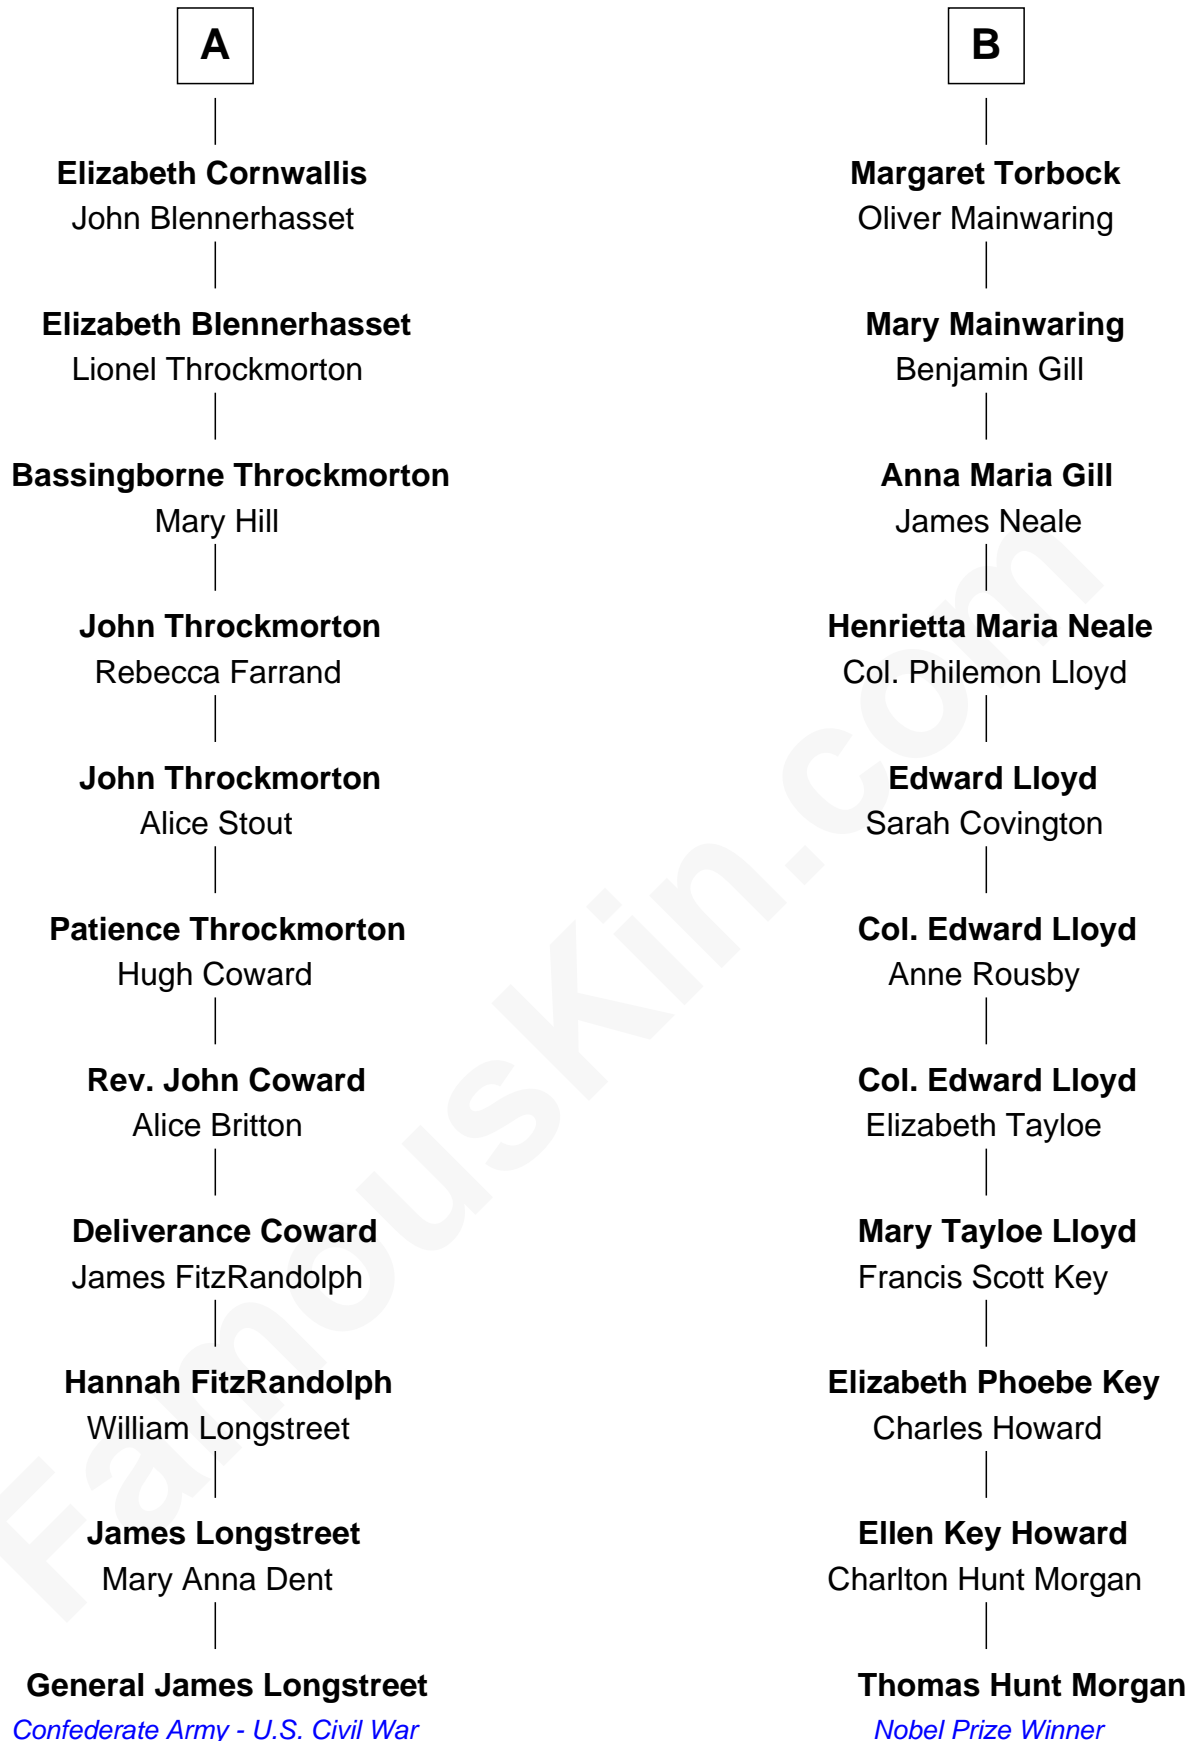 A
Elizabeth Cornwallis
John Blennerhasset
Elizabeth Blennerhasset
Lionel Throckmorton
Bassingborne Throckmorton
Mary Hill
John Throckmorton
Rebecca Farrand
John Throckmorton
Alice Stout
Patience Throckmorton
Hugh Coward
Rev. John Coward
Alice Britton
Deliverance Coward
James FitzRandolph
Hannah FitzRandolph
William Longstreet
James Longstreet
Mary Anna Dent
General James Longstreet
Confederate Army - U.S. Civil War
B
Margaret Torbock
Oliver Mainwaring
Mary Mainwaring
Benjamin Gill
Anna Maria Gill
James Neale
Henrietta Maria Neale
Col. Philemon Lloyd
Edward Lloyd
Sarah Covington
Col. Edward Lloyd
Anne Rousby
Col. Edward Lloyd
Elizabeth Tayloe
Mary Tayloe Lloyd
Francis Scott Key
Elizabeth Phoebe Key
Charles Howard
Ellen Key Howard
Charlton Hunt Morgan
Thomas Hunt Morgan
Nobel Prize Winner
FamousKin.com